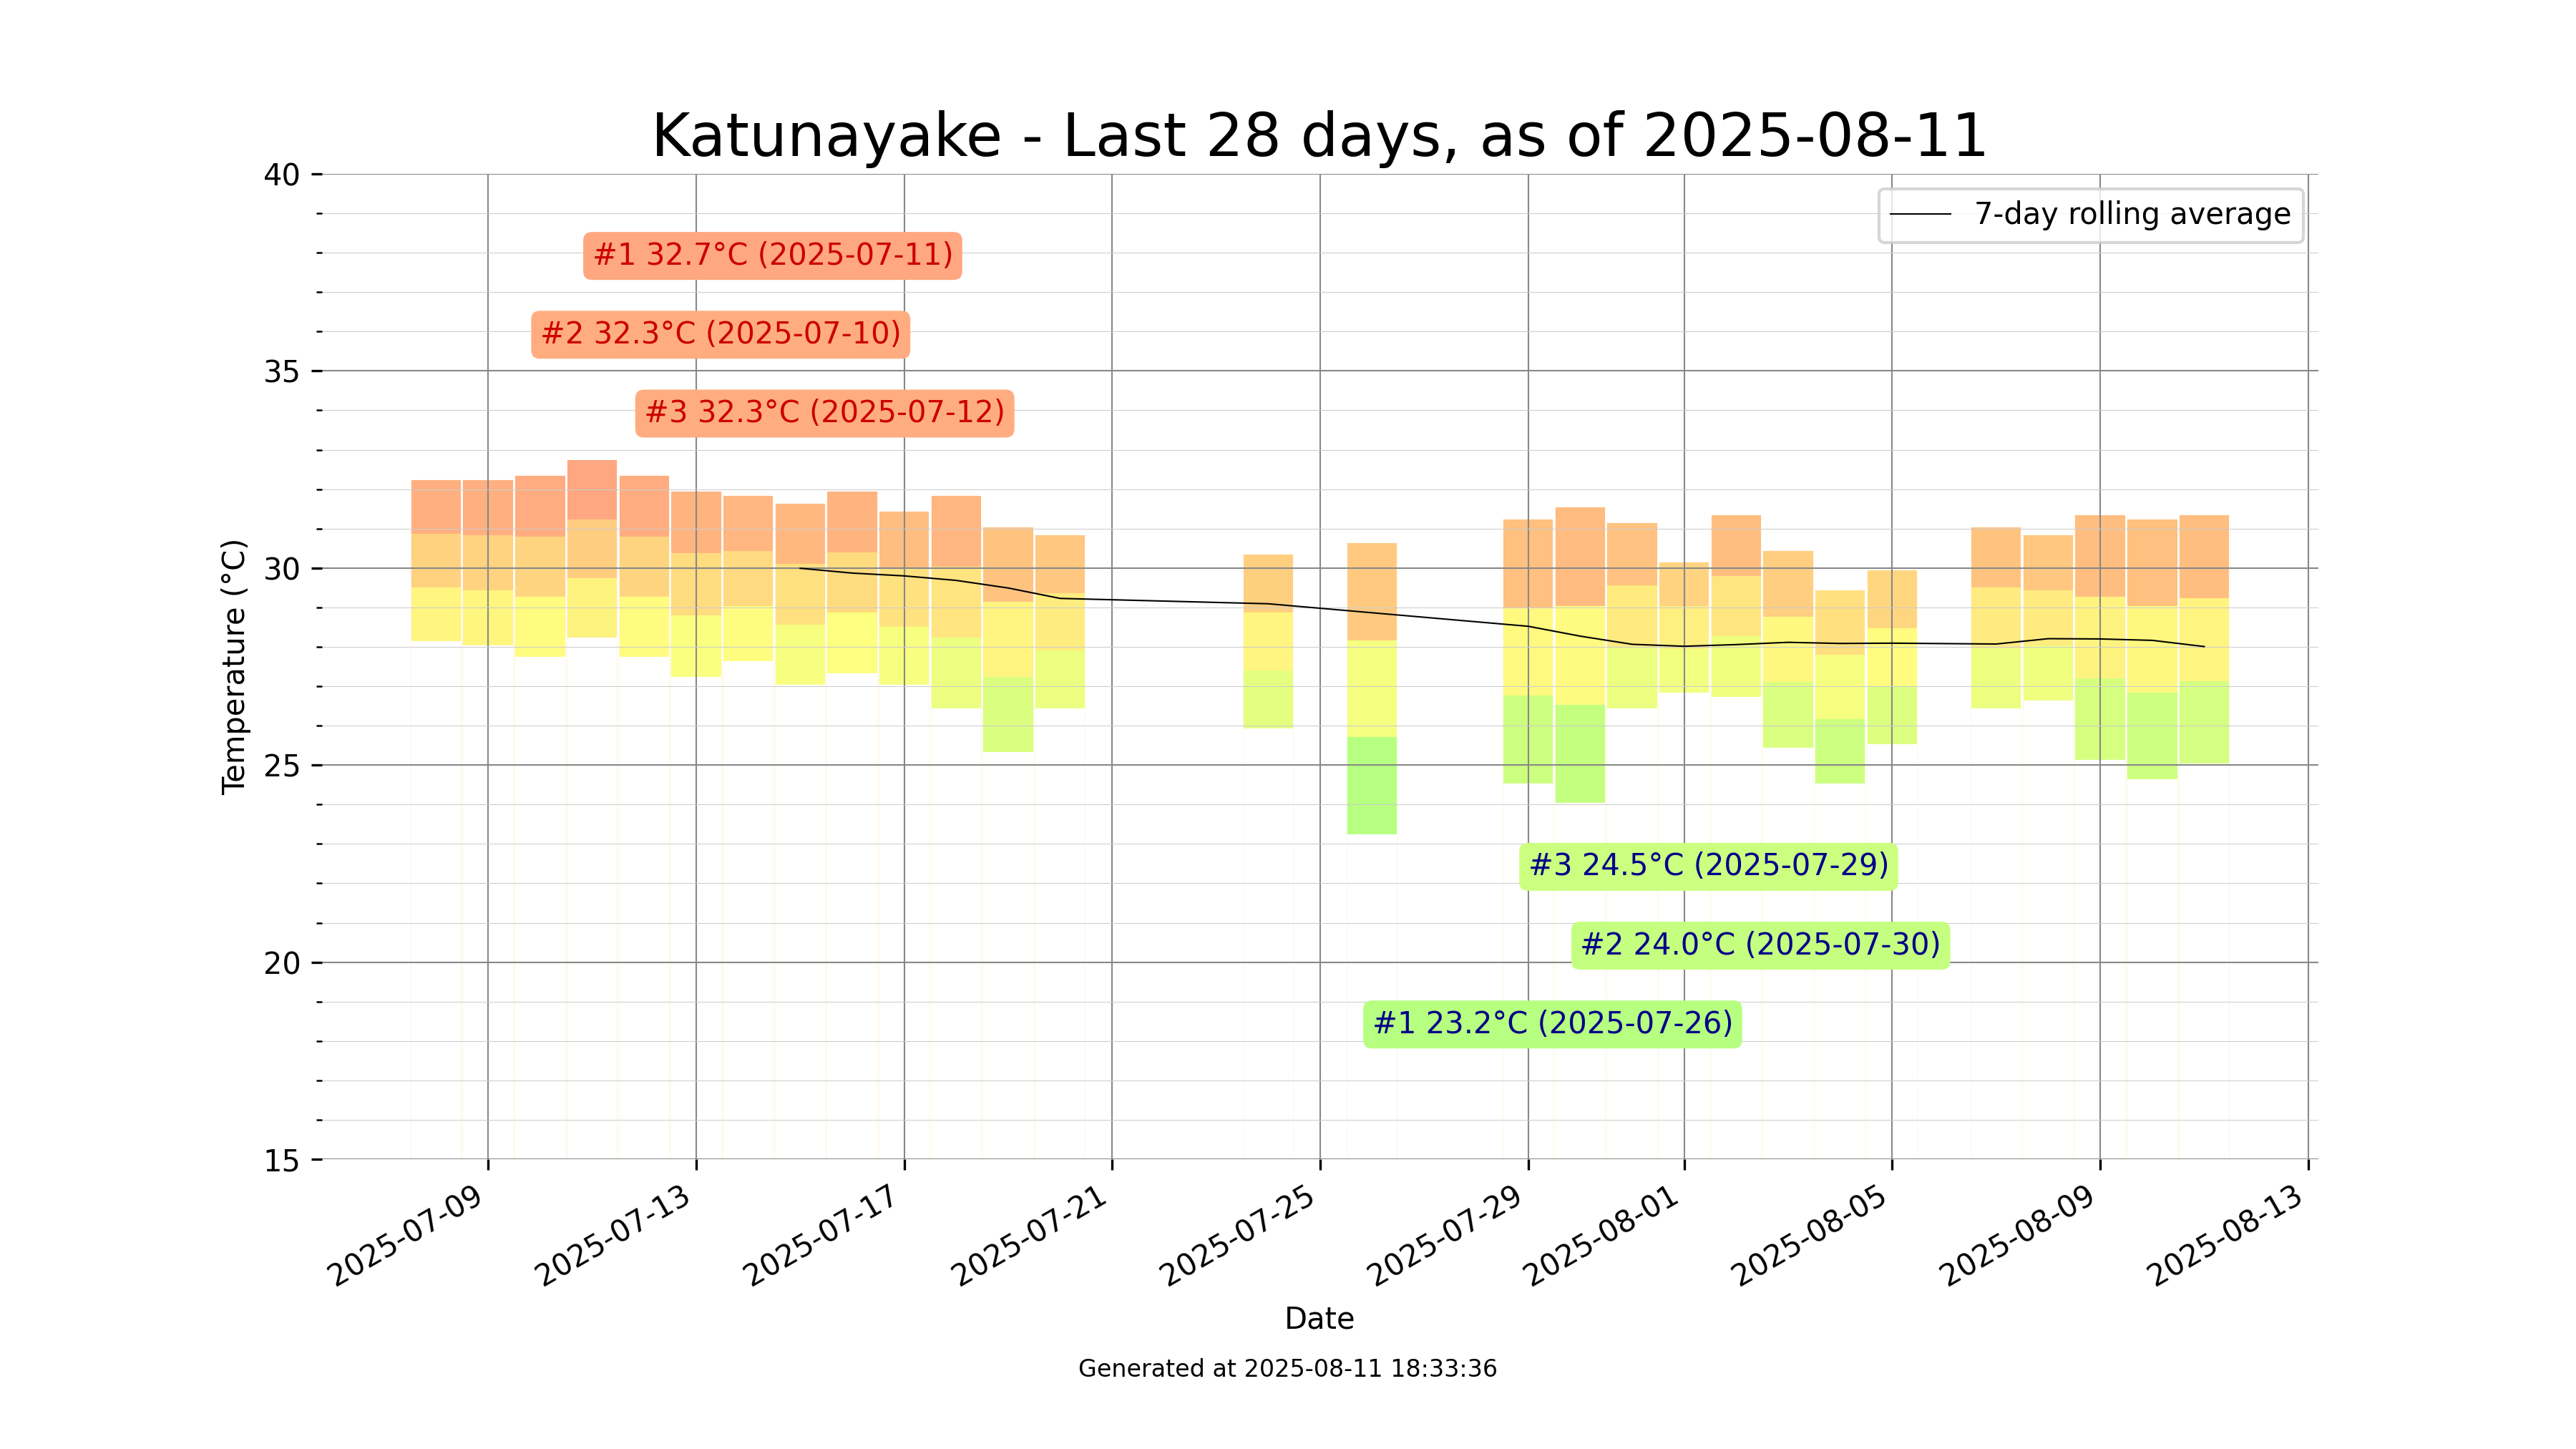 Katunayake - Last 28 days, as of 2025-08-11
7-day rolling average
#1 32.7°C (2025-07-11)
#2 32.3°C (2025-07-10)
#3 32.3°C (2025-07-12)
#3 24.5°C (2025-07-29)
#2 24.0°C (2025-07-30)
#1 23.2°C (2025-07-26)
Temperature (°C)
40
35
30
25
20
15
2025-07-09
2025-07-13
2025-07-17
2025-07-21
2025-07-25
2025-07-29
2025-08-01
2025-08-05
2025-08-09
2025-08-13
Date
Generated at 2025-08-11 18:33:36